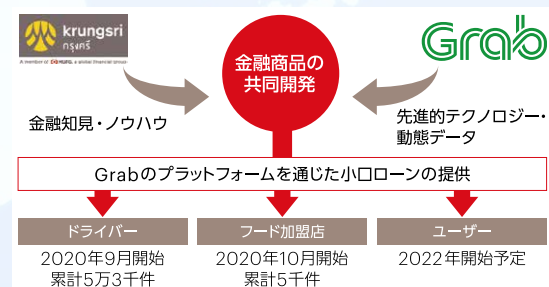 krungsri
กรุงศรี
A member of MUFG, a global financial group
Grab
金融商品の
共同開発
金融知見・ノウハウ
先進的テクノロジー・
動態データ
Grabのプラットフォームを通じた小口ローンの提供
ドライバー
フード加盟店
ユーザー
2020年9月開始
累計5万3千件
2020年10月開始
累計5千件
2022年開始予定